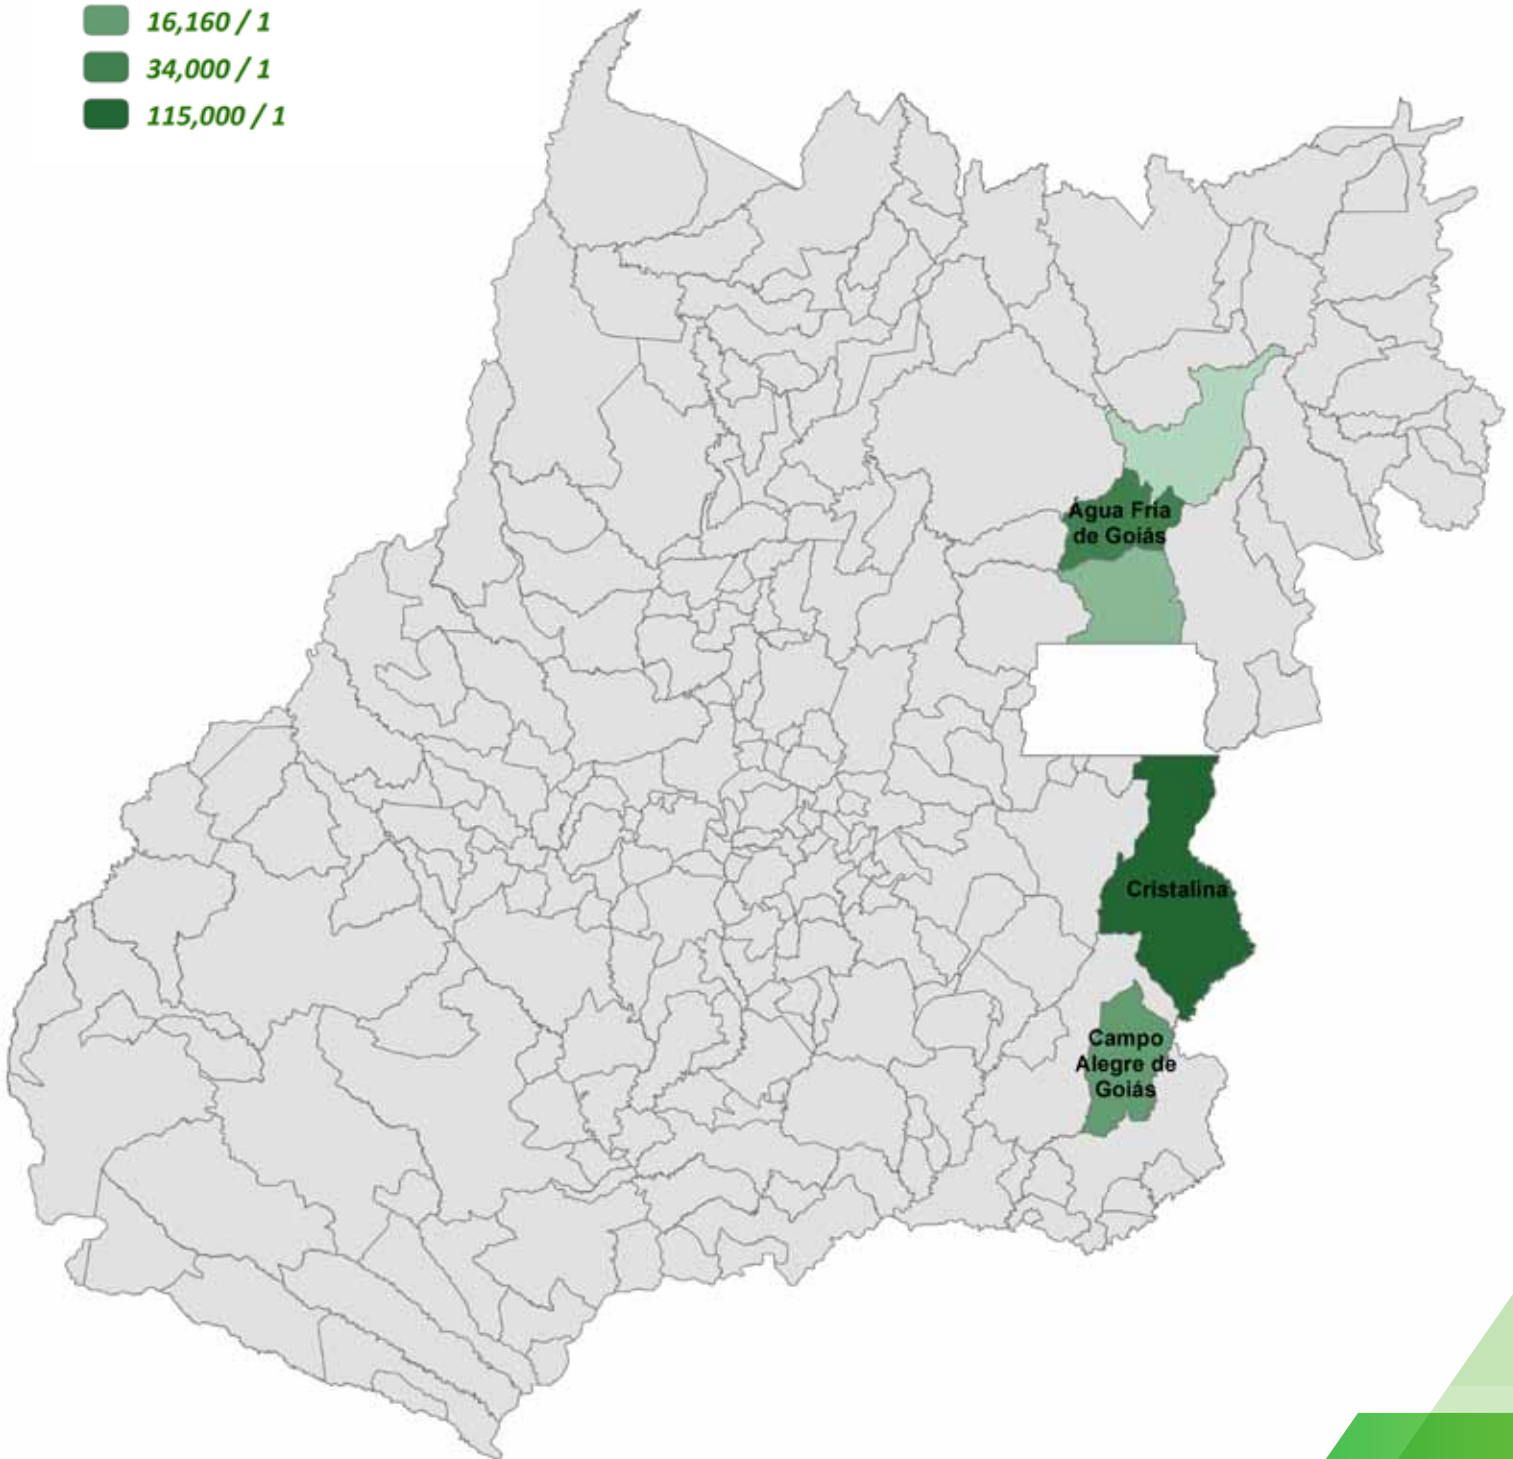 16,160 / 1
34,000 / 1
115,000 / 1
Água Fria
de Goiás
Cristalina
Campo
Alegre de
Goiás